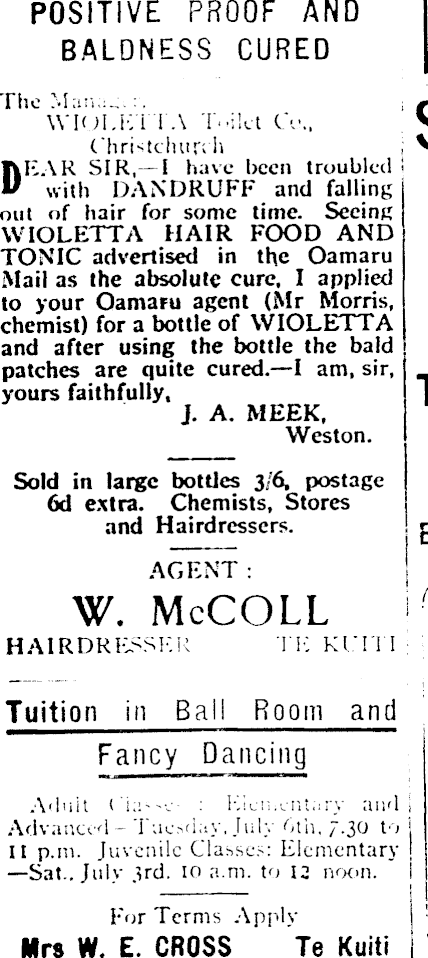 POSITIVE PROOF AND
BALDNESS CURED
The Manager,
WIOLETTA Toilet Co.,
Christchurch
DEAR SIR,—I have been troubled
with DANDRUFF and falling
out of hair for some time. Seeing
WIOLETTA HAIR FOOD AND
TONIC advertised in the Oamaru
Mail as the absolute cure, I applied
to your Oamaru agent (Mr Morris,
chemist) for a bottle of WIOLETTA
and after using the bottle the bald
patches are quite cured.—I am, sir,
yours faithfully,
J. A. MEEK,
Weston.
Sold in large bottles 3/6, postage
6d extra. Chemists, Stores
and Hairdressers.
AGENT :
W. McCOLL
HAIRDRESSER TE KUITI
Tuition in Ball Room and
Fancy Dancing
Adult Classes : Elementary and
Advanced – Tuesday, July 6th, 7.30 to
11 p.m. Juvenile Classes: Elementary
—Sat., July 3rd. 10 a.m. to 12 noon.
For Terms Apply
Mrs W. E. CROSS Te Kuiti